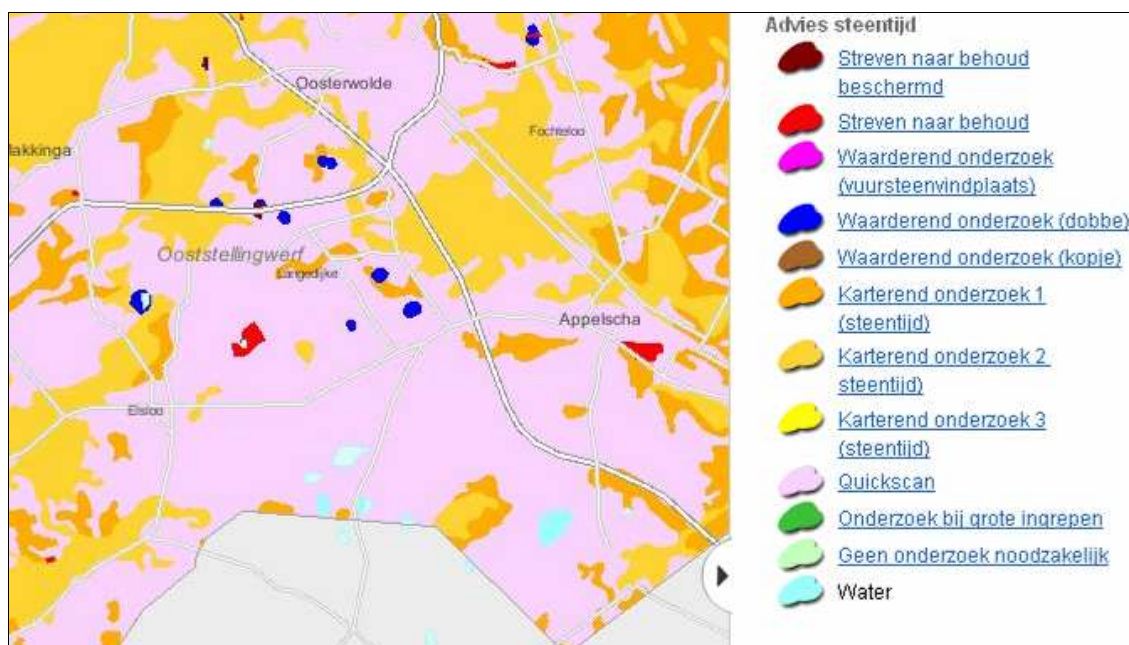 Oosterwolde
Fochteloo
Makkinga
Ooststellingwerf
Langedijke
Appelscha
Elsloo
Advies steentijd
Streven naar behoud
beschermd
Streven naar behoud
Waarderend onderzoek
(vuursteenvindplaats)
Waarderend onderzoek (dobbe)
Waarderend onderzoek (kopje)
Karterend onderzoek 1
(steentijd)
Karterend onderzoek 2
steentijd)
Karterend onderzoek 3
(steentijd)
Quickscan
Onderzoek bij grote ingrepen
Geen onderzoek noodzakelijk
Water